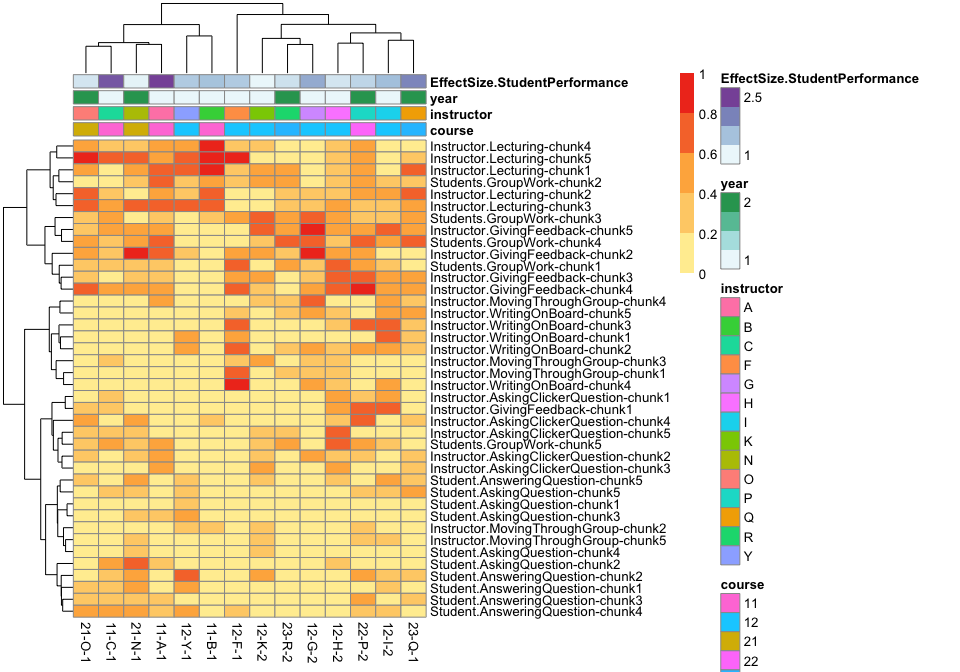 EffectSize.StudentPerformance
year
instructor
course
Instructor.Lecturing-chunk4
Instructor.Lecturing-chunk5
Instructor.Lecturing-chunk1
Students.GroupWork-chunk2
Instructor.Lecturing-chunk2
Instructor.Lecturing-chunk3
Students.GroupWork-chunk3
Instructor.GivingFeedback-chunk5
Students.GroupWork-chunk4
Instructor.GivingFeedback-chunk2
Students.GroupWork-chunk1
Instructor.GivingFeedback-chunk3
Instructor.GivingFeedback-chunk4
Instructor.MovingThroughGroup-chunk4
Instructor.WritingOnBoard-chunk5
Instructor.WritingOnBoard-chunk3
Instructor.WritingOnBoard-chunk1
Instructor.WritingOnBoard-chunk2
Instructor.MovingThroughGroup-chunk3
Instructor.MovingThroughGroup-chunk1
Instructor.WritingOnBoard-chunk4
Instructor.AskingClickerQuestion-chunk1
Instructor.GivingFeedback-chunk1
Instructor.AskingClickerQuestion-chunk4
Instructor.AskingClickerQuestion-chunk5
Students.GroupWork-chunk5
Instructor.AskingClickerQuestion-chunk2
Instructor.AskingClickerQuestion-chunk3
Student.AnsweringQuestion-chunk5
Student.AskingQuestion-chunk5
Student.AskingQuestion-chunk1
Student.AskingQuestion-chunk3
Instructor.MovingThroughGroup-chunk2
Instructor.MovingThroughGroup-chunk5
Student.AskingQuestion-chunk4
Student.AskingQuestion-chunk2
Student.AnsweringQuestion-chunk2
Student.AnsweringQuestion-chunk1
Student.AnsweringQuestion-chunk3
Student.AnsweringQuestion-chunk4
21-O-1
11-C-1
21-N-1
11-A-1
12-Y-1
11-B-1
12-F-1
12-K-2
23-R-2
12-G-2
12-H-2
22-P-2
12-I-2
23-Q-1
1
0.8
0.6
0.4
0.2
0
EffectSize.StudentPerformance
2.5
1
year
2
1
instructor
A
B
C
F
G
H
I
K
N
O
P
Q
R
Y
course
11
12
21
22